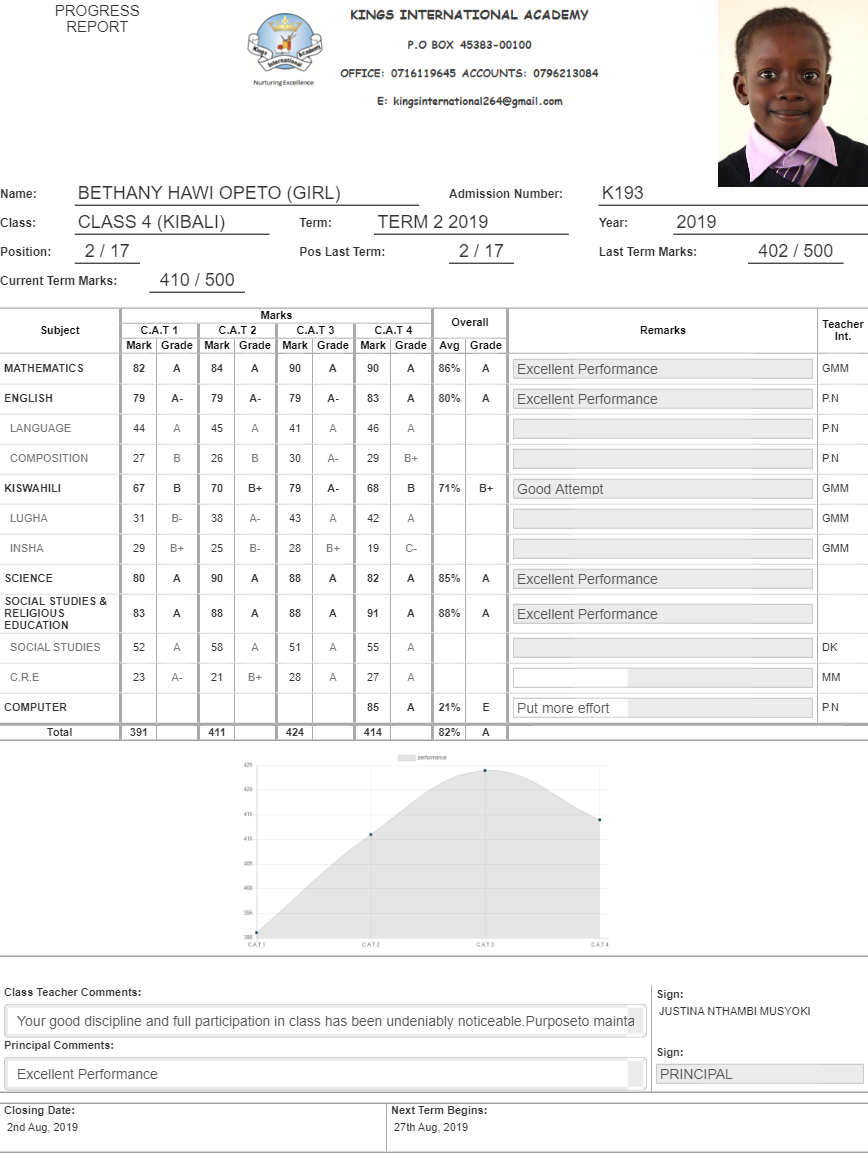 PROGRESS
REPORT
KINGS INTERNATIONAL ACADEMY
P.O BOX 45383-00100
OFFICE: 0716119645 ACCOUNTS: 0796213084
E: kingsinternational264@gmail.com
Kings International Academy
Nurturing Excellence
Name: BETHANY HAWI OPETO (GIRL) Admission Number: K193
Class: CLASS 4 (KIBALI) Term: TERM 2 2019 Year: 2019
Position: 2 / 17 Pos Last Term: 2 / 17 Last Term Marks: 402 / 500
Current Term Marks: 410 / 500
Subject Marks Overall Remarks Teacher Int.
C.A.T 1 C.A.T 2 C.A.T 3 C.A.T 4
Mark Grade Mark Grade Mark Grade Mark Grade Avg Grade
MATHEMATICS 82 A 84 A 90 A 90 A 86% A Excellent Performance GMM
ENGLISH 79 A- 79 A- 79 A- 83 A 80% A Excellent Performance P.N
LANGUAGE 44 A 45 A 41 A 46 A P.N
COMPOSITION 27 B 26 B 30 A- 29 B+ P.N
KISWAHILI 67 B 70 B+ 79 A- 68 B 71% B+ Good Attempt GMM
LUGHA 31 B- 38 A- 43 A 42 A GMM
INSHA 29 B+ 25 B- 28 B+ 19 C- GMM
SCIENCE 80 A 90 A 88 A 82 A 85% A Excellent Performance
SOCIAL STUDIES &
RELIGIOUS
EDUCATION 83 A 88 A 88 A 91 A 88% A Excellent Performance
SOCIAL STUDIES 52 A 58 A 51 A 55 A DK
C.R.E 23 A- 21 B+ 28 A 27 A MM
COMPUTER 85 A 21% E Put more effort P.N
Total 391 411 424 414 82% A
performance
425
420
415
410
405
400
395
390
C.A.T 1 C.A.T 2 C.A.T 3 C.A.T 4
Class Teacher Comments:
Your good discipline and full participation in class has been undeniably noticeable.Purposeto mainta
Sign:
JUSTINA NTHAMBI MUSYOKI
Principal Comments:
Excellent Performance
Sign:
PRINCIPAL
Closing Date:
2nd Aug, 2019
Next Term Begins:
27th Aug, 2019